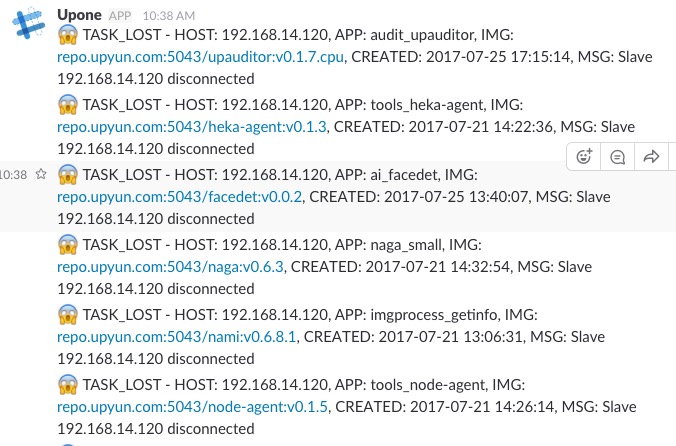 Upone APP 10:38 AM
TASK_LOST - HOST: 192.168.14.120, APP: audit_upauditor, IMG:
repo.upyun.com:5043/upauditor:v0.1.7.cpu, CREATED: 2017-07-25 17:15:14, MSG: Slave
192.168.14.120 disconnected
TASK_LOST - HOST: 192.168.14.120, APP: tools_heka-agent, IMG:
repo.upyun.com:5043/heka-agent:v0.1.3, CREATED: 2017-07-21 14:22:36, MSG: Slave
192.168.14.120 disconnected
10:38 TASK_LOST - HOST: 192.168.14.120, APP: ai_facedet, IMG:
repo.upyun.com:5043/facedet:v0.0.2, CREATED: 2017-07-25 13:40:07, MSG: Slave
192.168.14.120 disconnected
TASK_LOST - HOST: 192.168.14.120, APP: naga_small, IMG:
repo.upyun.com:5043/naga:v0.6.3, CREATED: 2017-07-21 14:32:54, MSG: Slave
192.168.14.120 disconnected
TASK_LOST - HOST: 192.168.14.120, APP: imgprocess_getinfo, IMG:
repo.upyun.com:5043/nami:v0.6.8.1, CREATED: 2017-07-21 13:06:31, MSG: Slave
192.168.14.120 disconnected
TASK_LOST - HOST: 192.168.14.120, APP: tools_node-agent, IMG:
repo.upyun.com:5043/node-agent:v0.1.5, CREATED: 2017-07-21 14:26:14, MSG: Slave
192.168.14.120 disconnected